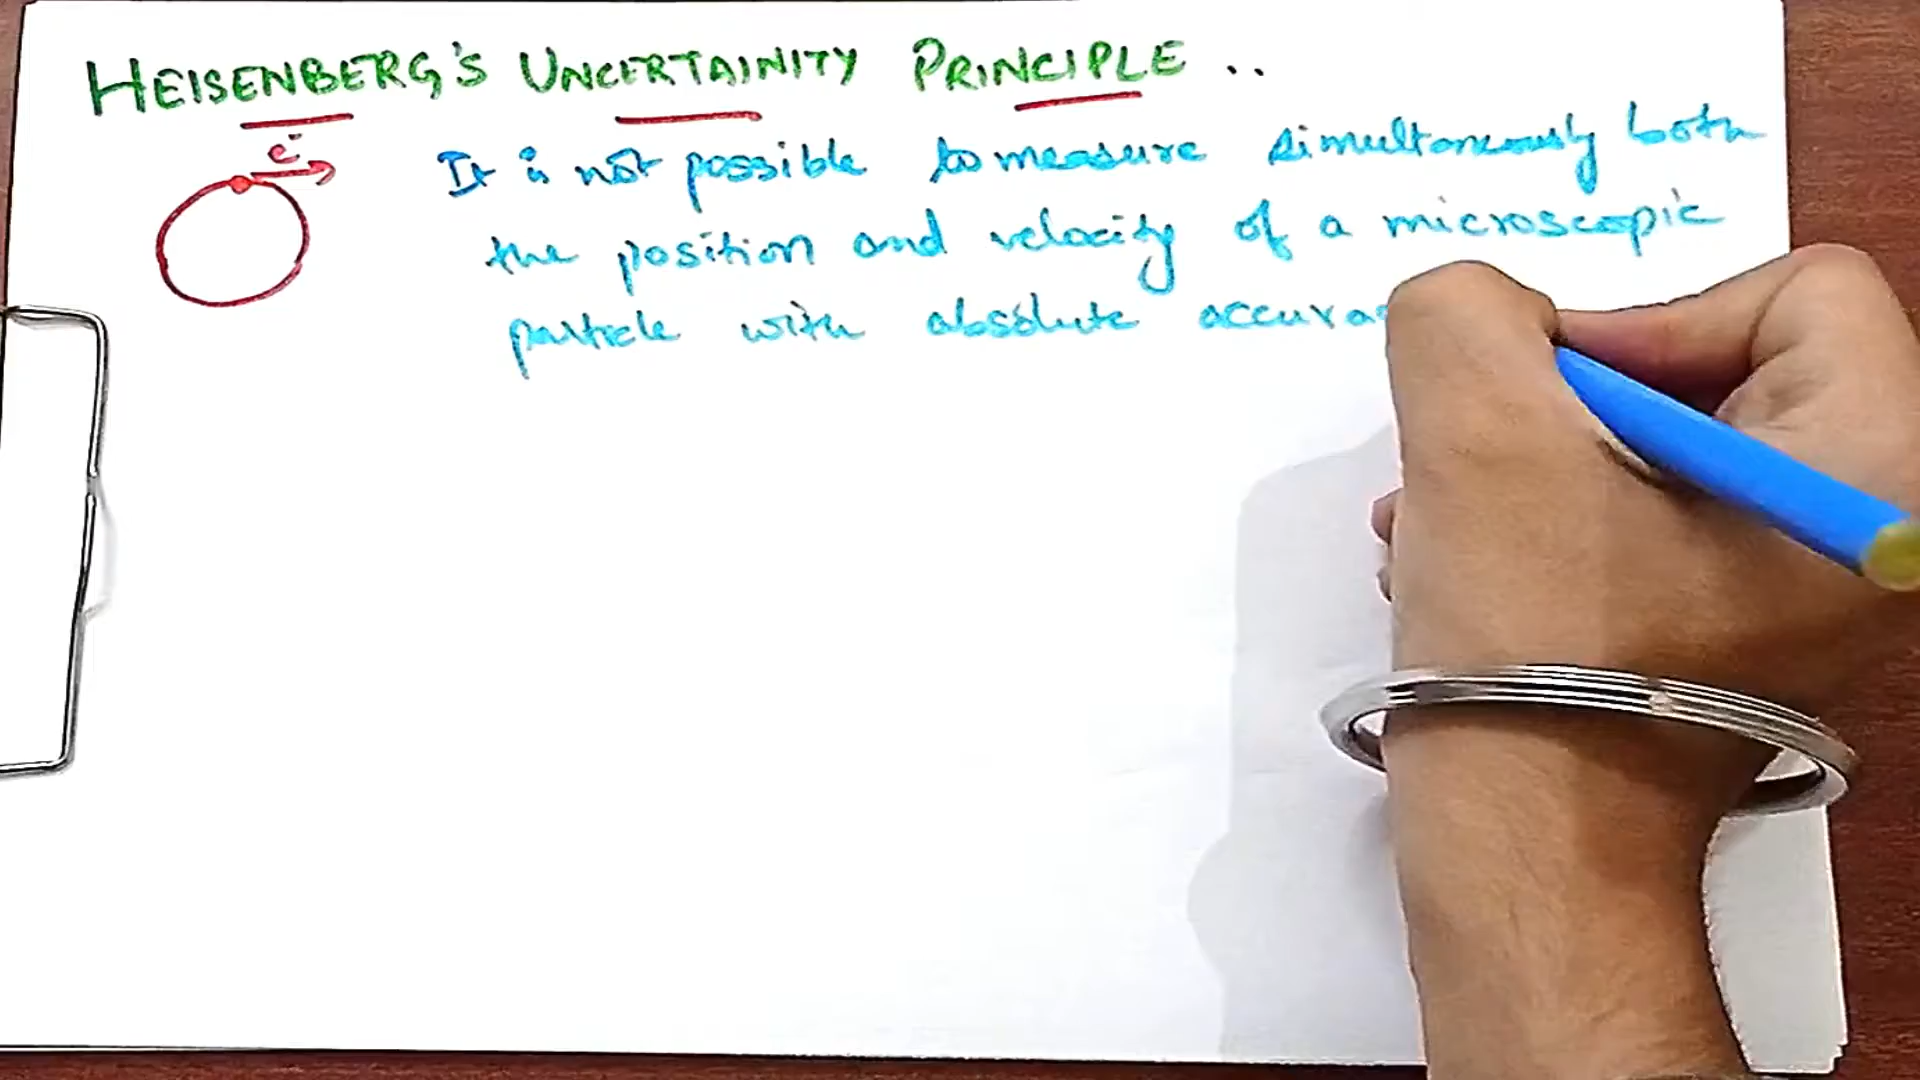 HEISENBERG'S UNCERTAINITY PRINCIPLE ..
e⁻
It is not possible to measure simultaneously both
the position and velocity of a microscopic
particle with absolute accurac